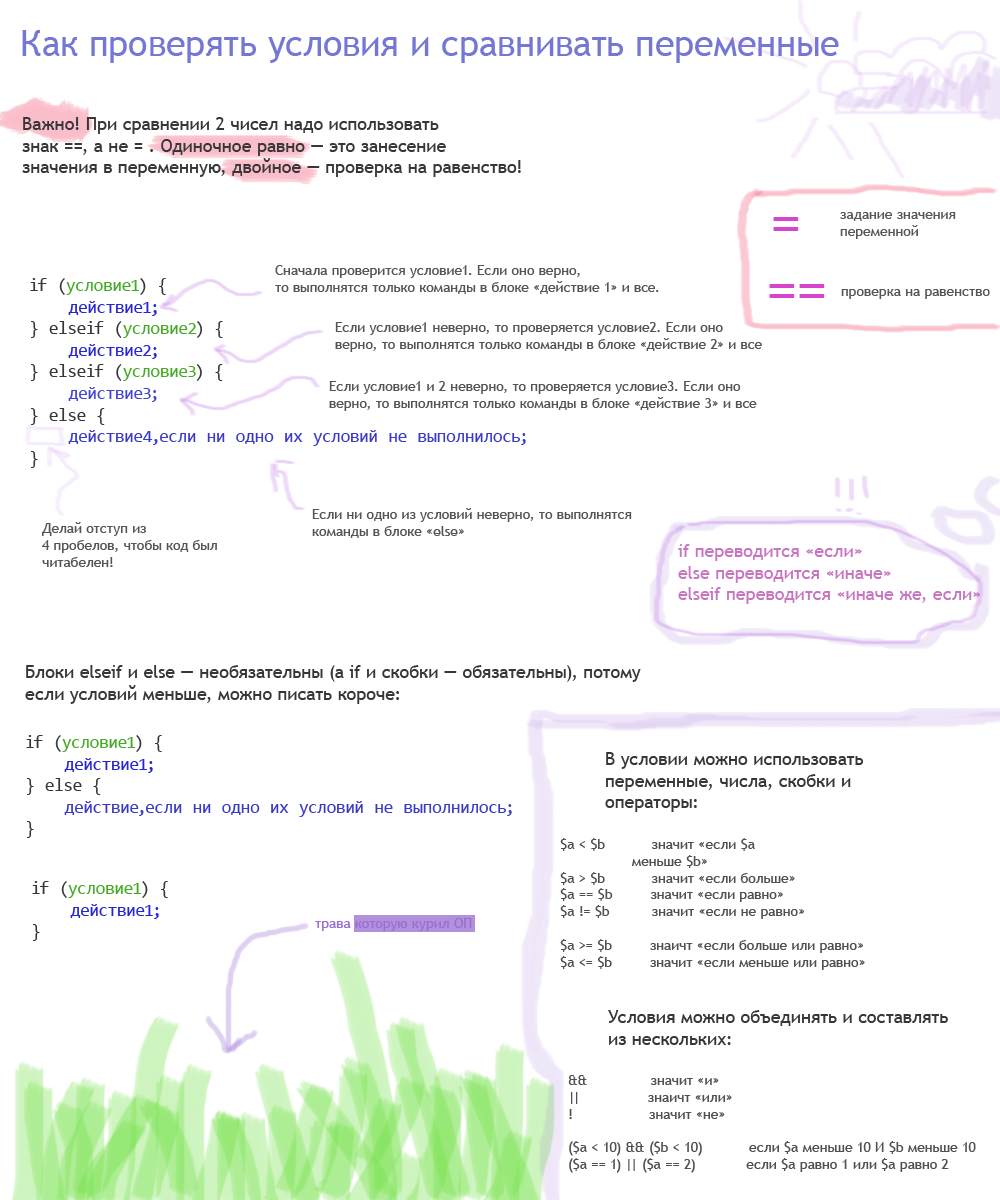 Как проверять условия и сравнивать переменные
Важно! При сравнении 2 чисел надо использовать
знак ==, а не = . Одиночное равно — это занесение
значения в переменную, двойное — проверка на равенство!
= задание значения
переменной
== проверка на равенство
if (условие1) {
действие1;
} elseif (условие2) {
действие2;
} elseif (условие3) {
действие3;
} else {
действие4,если ни одно их условий не выполнилось;
}
Сначала проверится условие1. Если оно верно,
то выполнятся только команды в блоке «действие 1» и все.
Если условие1 неверно, то проверяется условие2. Если оно
верно, то выполнятся только команды в блоке «действие 2» и все
Если условие1 и 2 неверно, то проверяется условие3. Если оно
верно, то выполнятся только команды в блоке «действие 3» и все
Если ни одно из условий неверно, то выполнятся
команды в блоке «else»
Делай отступ из
4 пробелов, чтобы код был
читабелен!
if переводится «если»
else переводится «иначе»
elseif переводится «иначе же, если»
Блоки elseif и else — необязательны (а if и скобки — обязательны), потому
если условий меньше, можно писать короче:
if (условие1) {
действие1;
} else {
действие,если ни одно их условий не выполнилось;
}
if (условие1) {
действие1;
}
трава которую курил ОП
В условии можно использовать
переменные, числа, скобки и
операторы:
$a < $b значит «если $a
меньше $b»
$a > $b значит «если больше»
$a == $b значит «если равно»
$a != $b значит «если не равно»
$a >= $b знаичт «если больше или равно»
$a <= $b значит «если меньше или равно»
Условия можно объединять и составлять
из нескольких:
&& значит «и»
|| знаичт «или»
! значит «не»
($a < 10) && ($b < 10) если $a меньше 10 И $b меньше 10
($a == 1) || ($a == 2) если $a равно 1 или $a равно 2